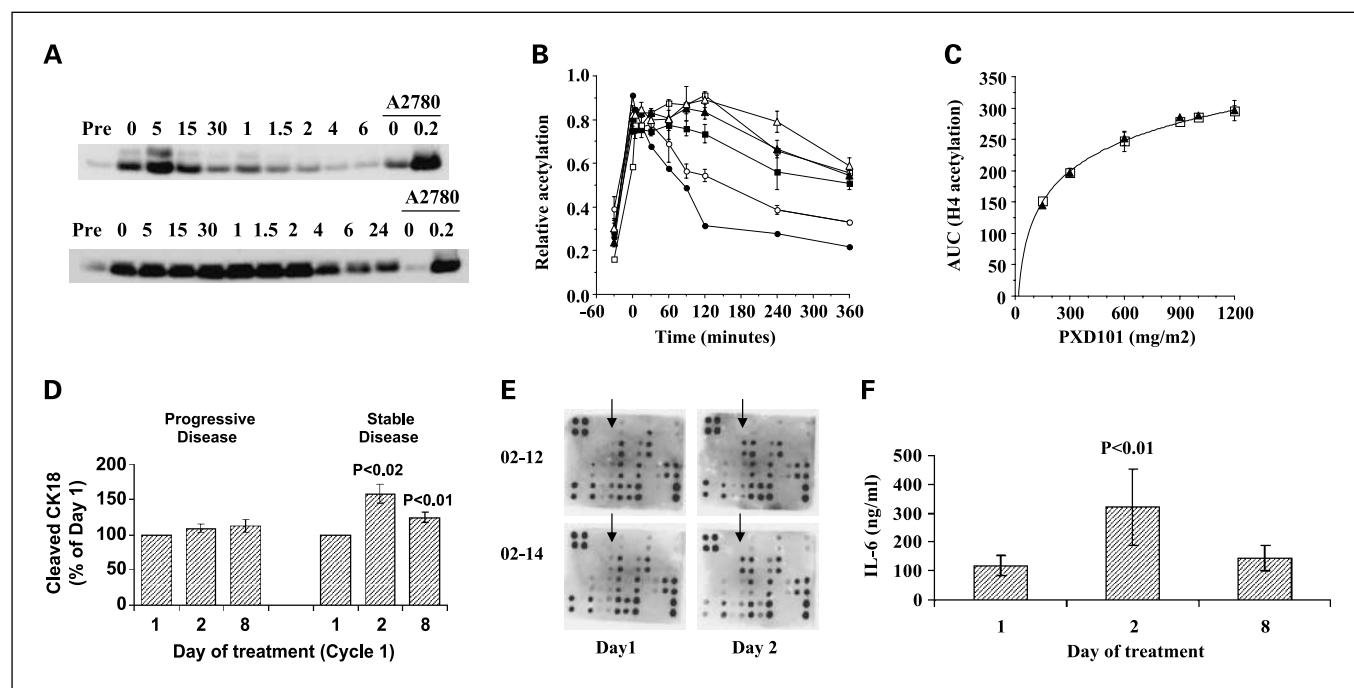 A
A2780
Pre 0 5 15 30 1 1.5 2 4 6 0 0.2
A2780
Pre 0 5 15 30 1 1.5 2 4 6 24 0 0.2
B
Relative acetylation
1.0
0.8
0.6
0.4
0.2
0.0
-60 0 60 120 180 240 300 360
Time (minutes)
C
AUC (H4 acetylation)
350
300
250
200
150
100
50
0
0 300 600 900 1200
PXD101 (mg/m2)
D
Progressive Disease
Stable Disease
Cleaved CK18
(% of Day 1)
200
150
100
50
0
P<0.02
P<0.01
1 2 8 1 2 8
Day of treatment (Cycle 1)
E
02-12
02-14
Day1 Day 2
F
IL-6 (ng/ml)
500
400
300
200
100
0
P<0.01
1 2 8
Day of treatment